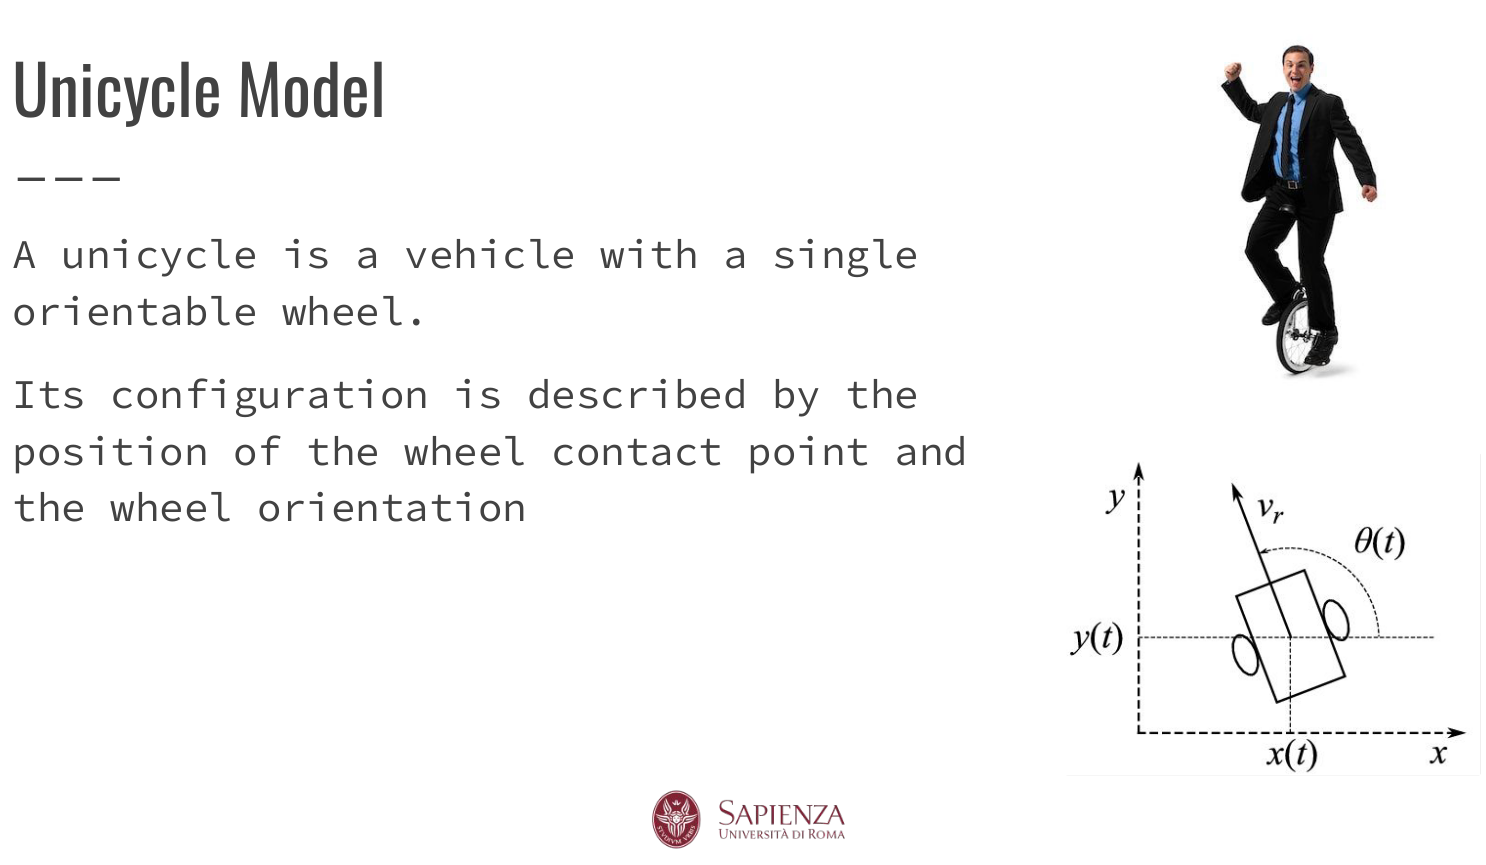 Unicycle Model
———
A unicycle is a vehicle with a single
orientable wheel.
Its configuration is described by the
position of the wheel contact point and
the wheel orientation
y
v_r
θ(t)
y(t)
x(t)
x
SAPIENZA
UNIVERSITÀ DI ROMA